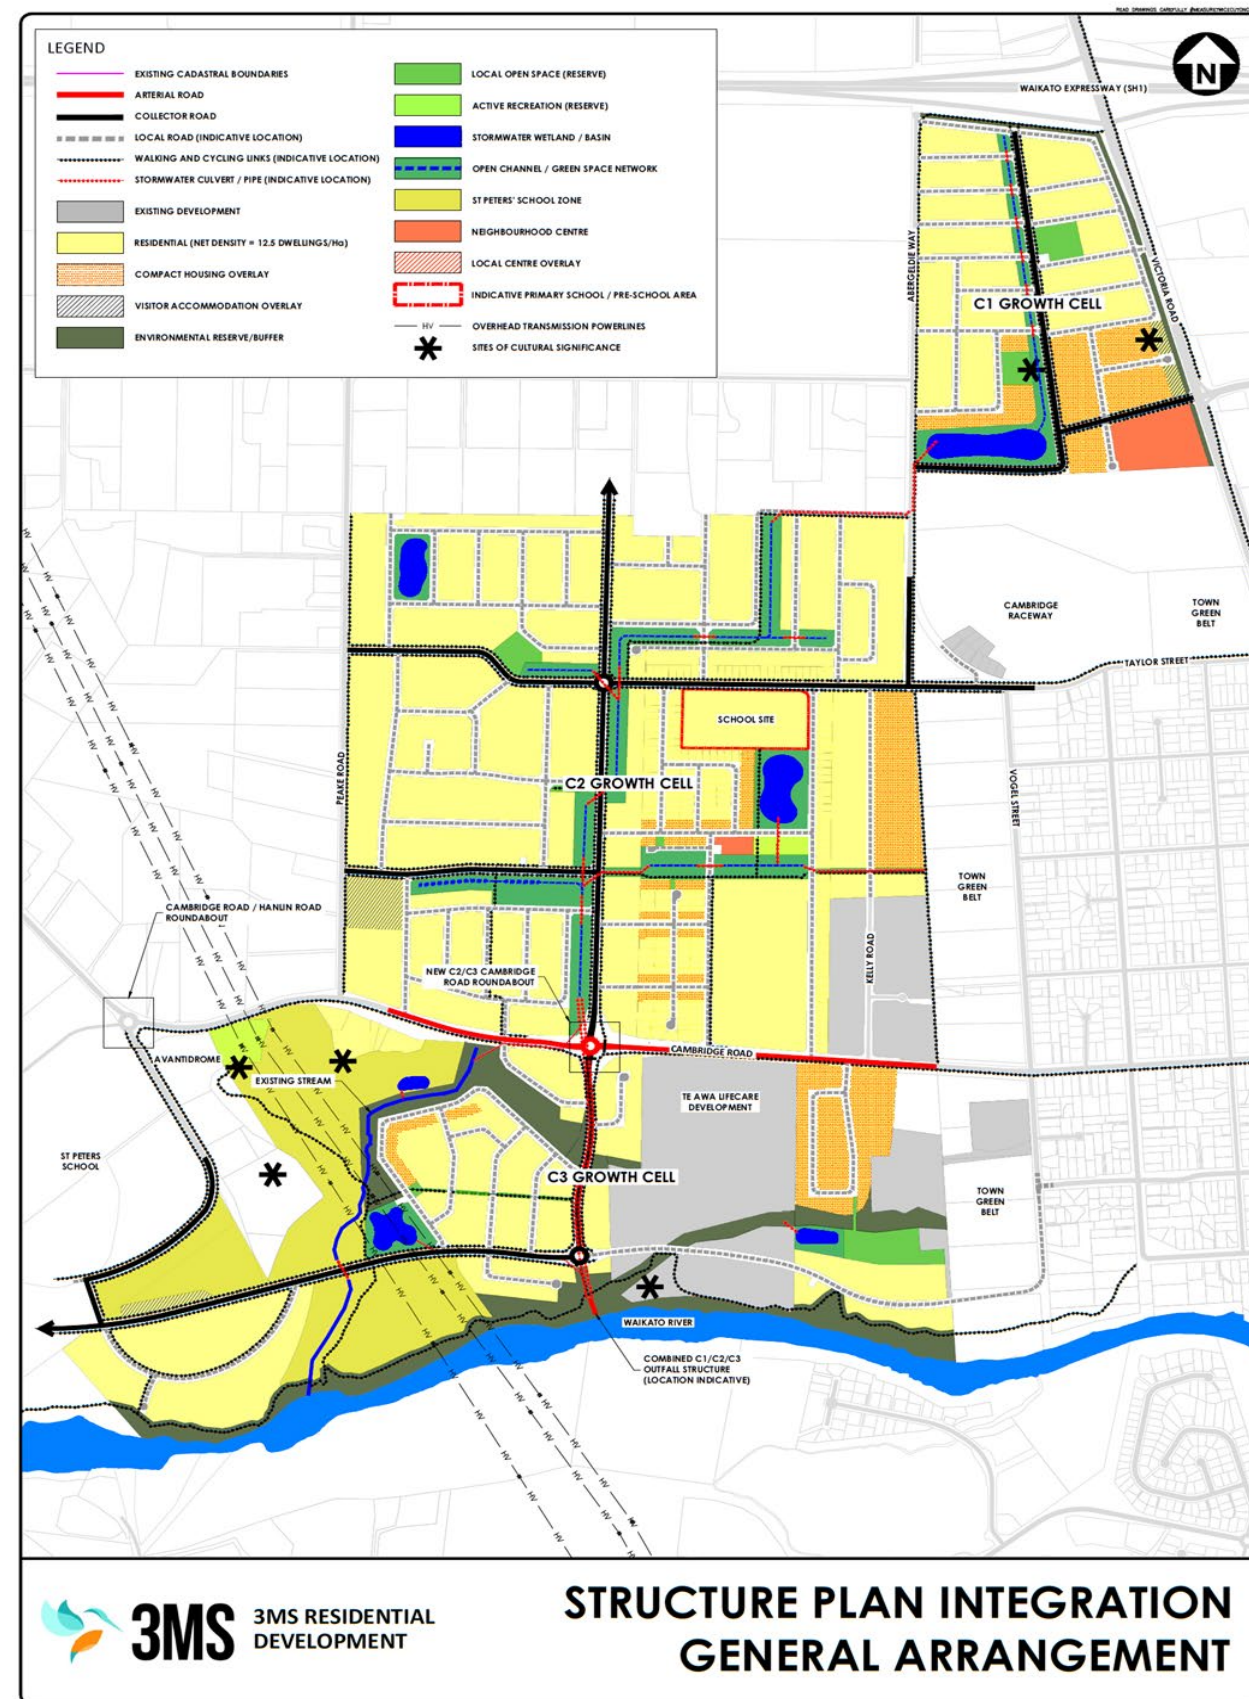 READ DRAWINGS CAREFULLY
LEGEND
EXISTING CADASTRAL BOUNDARIES
ARTERIAL ROAD
COLLECTOR ROAD
LOCAL ROAD (INDICATIVE LOCATION)
WALKING AND CYCLING LINKS (INDICATIVE LOCATION)
STORMWATER CULVERT / PIPE (INDICATIVE LOCATION)
EXISTING DEVELOPMENT
RESIDENTIAL (NET DENSITY = 12.5 DWELLINGS/Ha)
COMPACT HOUSING OVERLAY
VISITOR ACCOMMODATION OVERLAY
ENVIRONMENTAL RESERVE/BUFFER
LOCAL OPEN SPACE (RESERVE)
ACTIVE RECREATION (RESERVE)
STORMWATER WETLAND / BASIN
OPEN CHANNEL / GREEN SPACE NETWORK
ST PETERS' SCHOOL ZONE
NEIGHBOURHOOD CENTRE
LOCAL CENTRE OVERLAY
INDICATIVE PRIMARY SCHOOL / PRE-SCHOOL AREA
HV
OVERHEAD TRANSMISSION POWERLINES
SITES OF CULTURAL SIGNIFICANCE
N
WAIKATO EXPRESSWAY (SH1)
ABERGELDIE WAY
VICTORIA ROAD
C1 GROWTH CELL
CAMBRIDGE
RACEWAY
TOWN
GREEN
BELT
TAYLOR STREET
SCHOOL SITE
PEAKE ROAD
C2 GROWTH CELL
VOGEL STREET
TOWN
GREEN
BELT
CAMBRIDGE ROAD / HANLIN ROAD
ROUNDABOUT
KELLY ROAD
NEW C2/C3 CAMBRIDGE
ROAD ROUNDABOUT
CAMBRIDGE ROAD
AVANTIDROME
EXISTING STREAM
TE AWA LIFECARE
DEVELOPMENT
ST PETERS
SCHOOL
C3 GROWTH CELL
TOWN
GREEN
BELT
WAIKATO RIVER
COMBINED C1/C2/C3
OUTFALL STRUCTURE
(LOCATION INDICATIVE)
3MS
3MS RESIDENTIAL
DEVELOPMENT
STRUCTURE PLAN INTEGRATION
GENERAL ARRANGEMENT